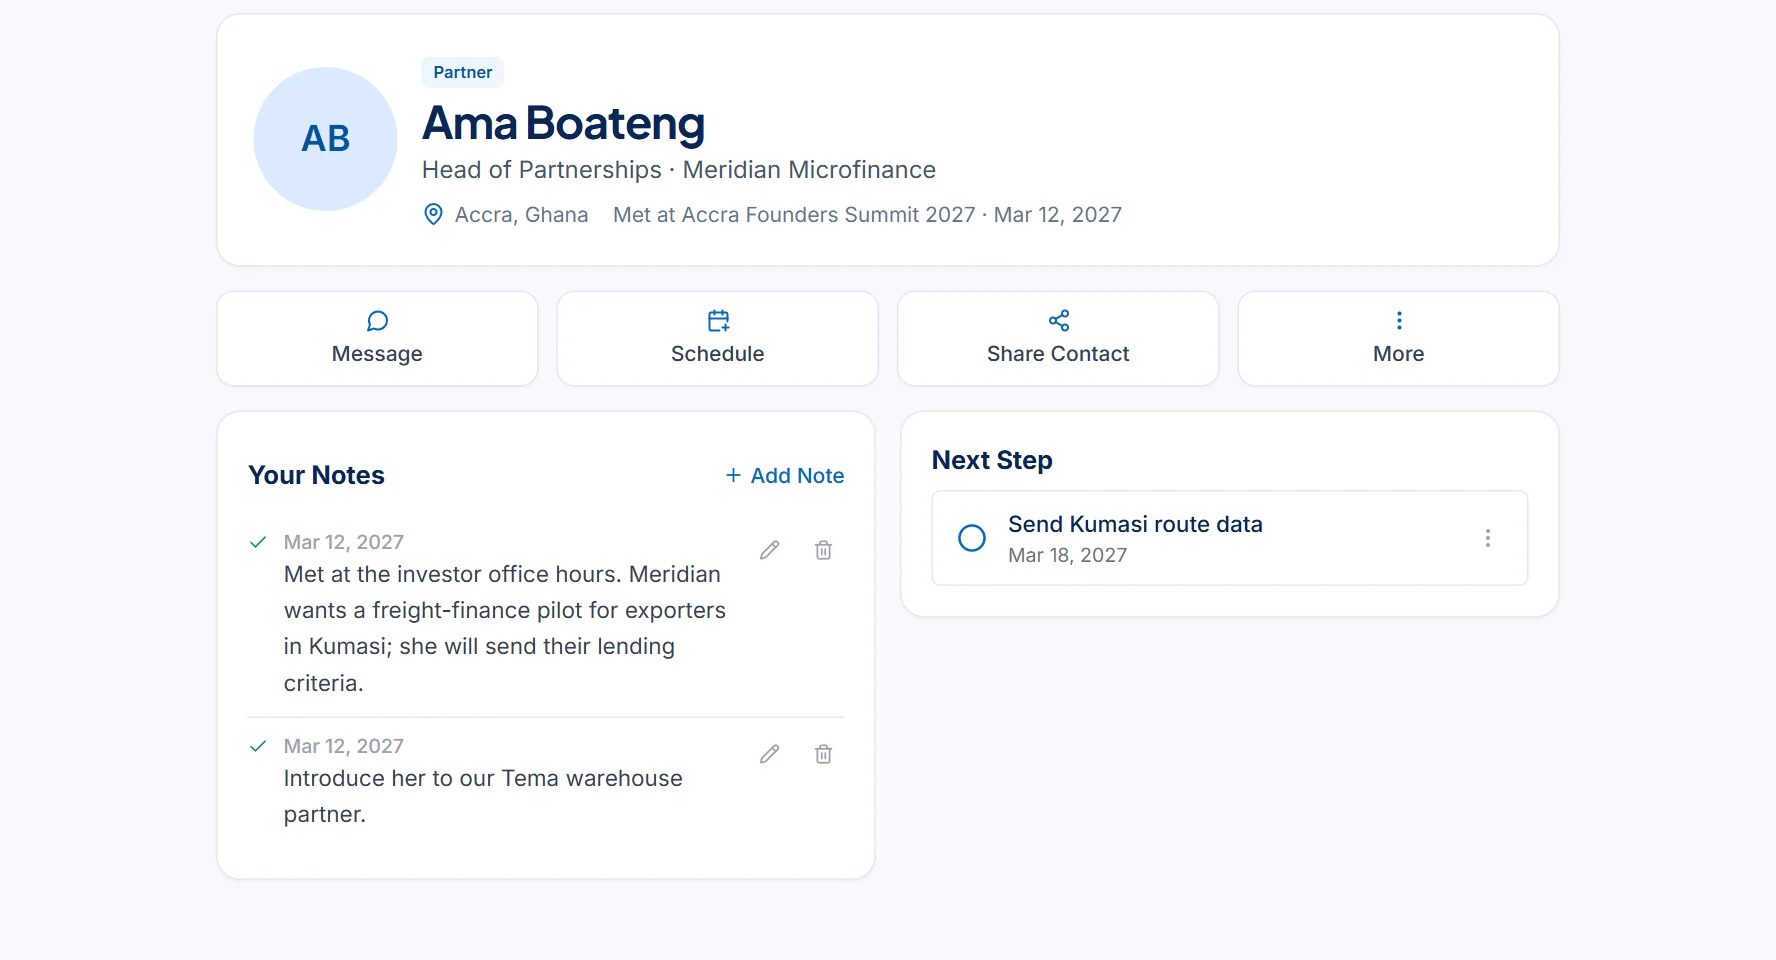 Partner
AB
Ama Boateng
Head of Partnerships · Meridian Microfinance
Accra, Ghana Met at Accra Founders Summit 2027 · Mar 12, 2027
Message
Schedule
Share Contact
More
Your Notes
+ Add Note
Mar 12, 2027
Met at the investor office hours. Meridian
wants a freight-finance pilot for exporters
in Kumasi; she will send their lending
criteria.
Mar 12, 2027
Introduce her to our Tema warehouse
partner.
Next Step
Send Kumasi route data
Mar 18, 2027